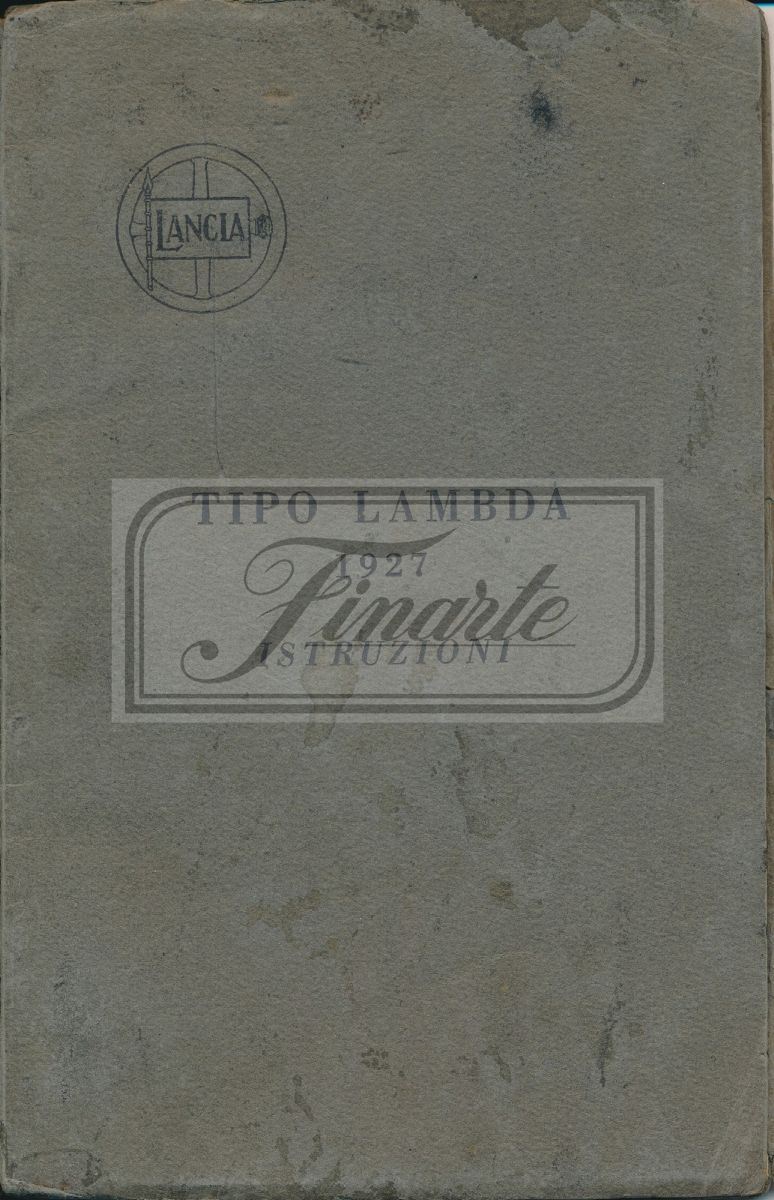 LANCIA
TIPO LAMBDA
1927
Finarte
ISTRUZIONI